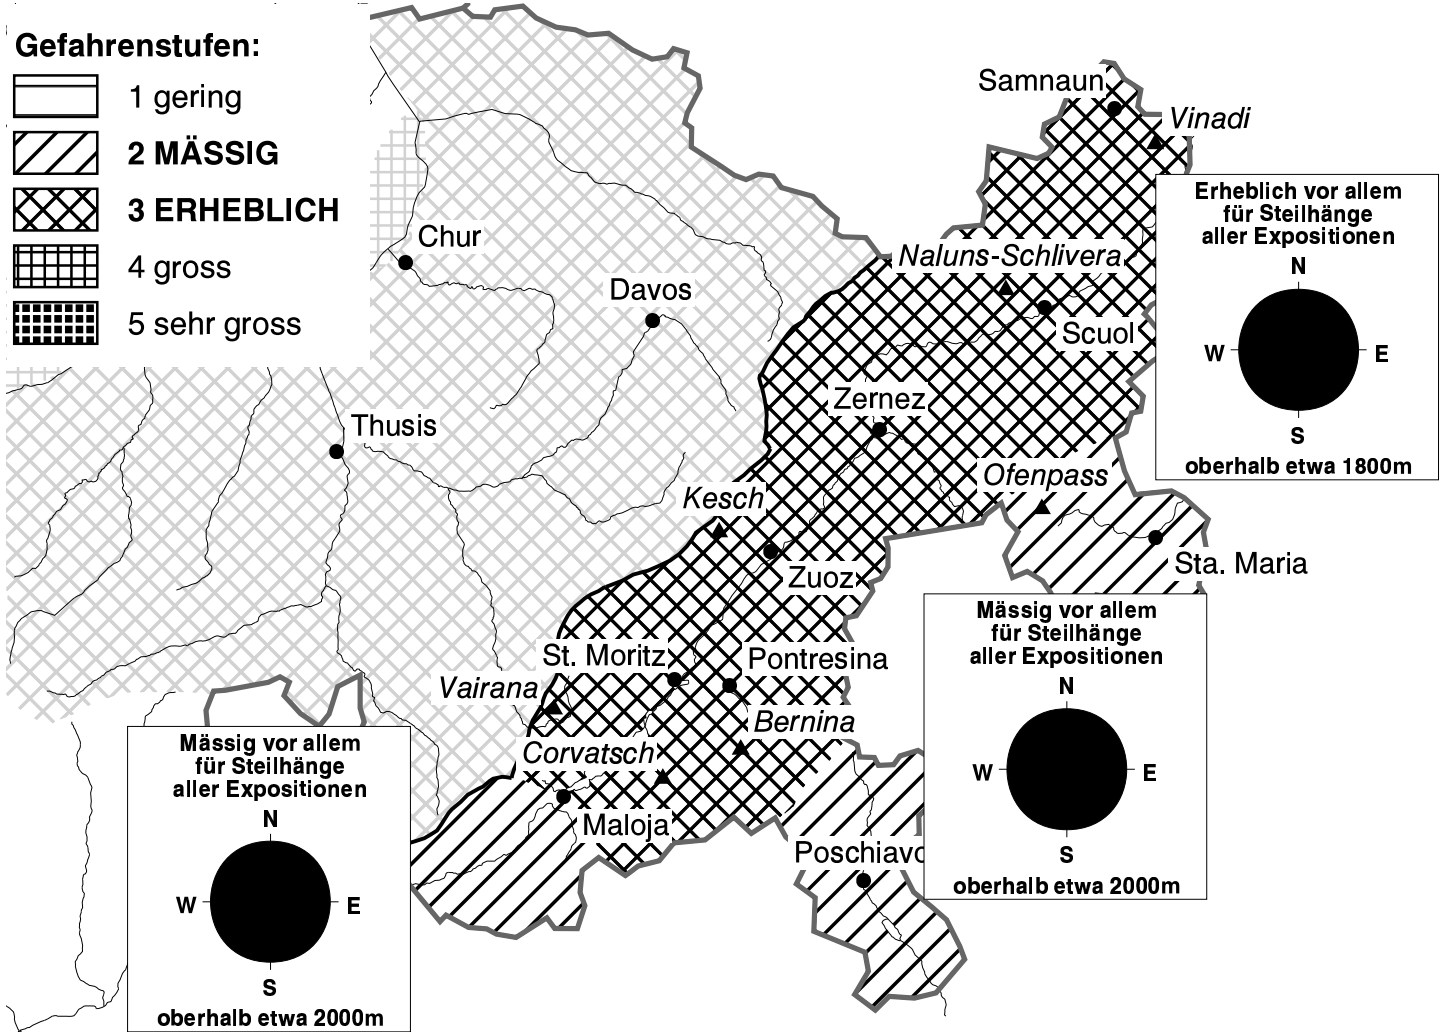 Gefahrenstufen:
1 gering
2 MÄSSIG
3 ERHEBLICH
4 gross
5 sehr gross
Samnaun
Vinadi
Chur
Naluns-Schlivera
Davos
Scuol
Zernez
Thusis
Ofenpass
Kesch
Sta. Maria
Zuoz
St. Moritz
Pontresina
Vairana
Bernina
Corvatsch
Maloja
Poschiavo
Erheblich vor allem
für Steilhänge
aller Expositionen
N
W E
S
oberhalb etwa 1800m
Mässig vor allem
für Steilhänge
aller Expositionen
N
W E
S
oberhalb etwa 2000m
Mässig vor allem
für Steilhänge
aller Expositionen
N
W E
S
oberhalb etwa 2000m